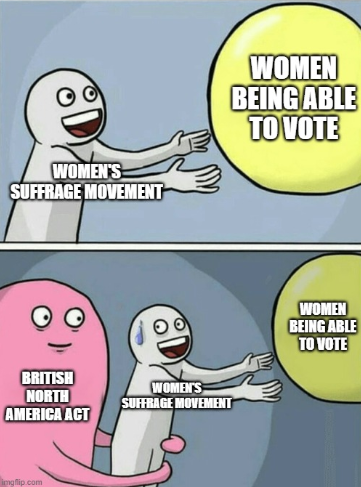 WOMEN
BEING ABLE
TO VOTE
WOMEN'S
SUFFRAGE MOVEMENT
WOMEN
BEING ABLE
TO VOTE
BRITISH
NORTH
AMERICA ACT
WOMEN'S
SUFFRAGE MOVEMENT
imgflip.com